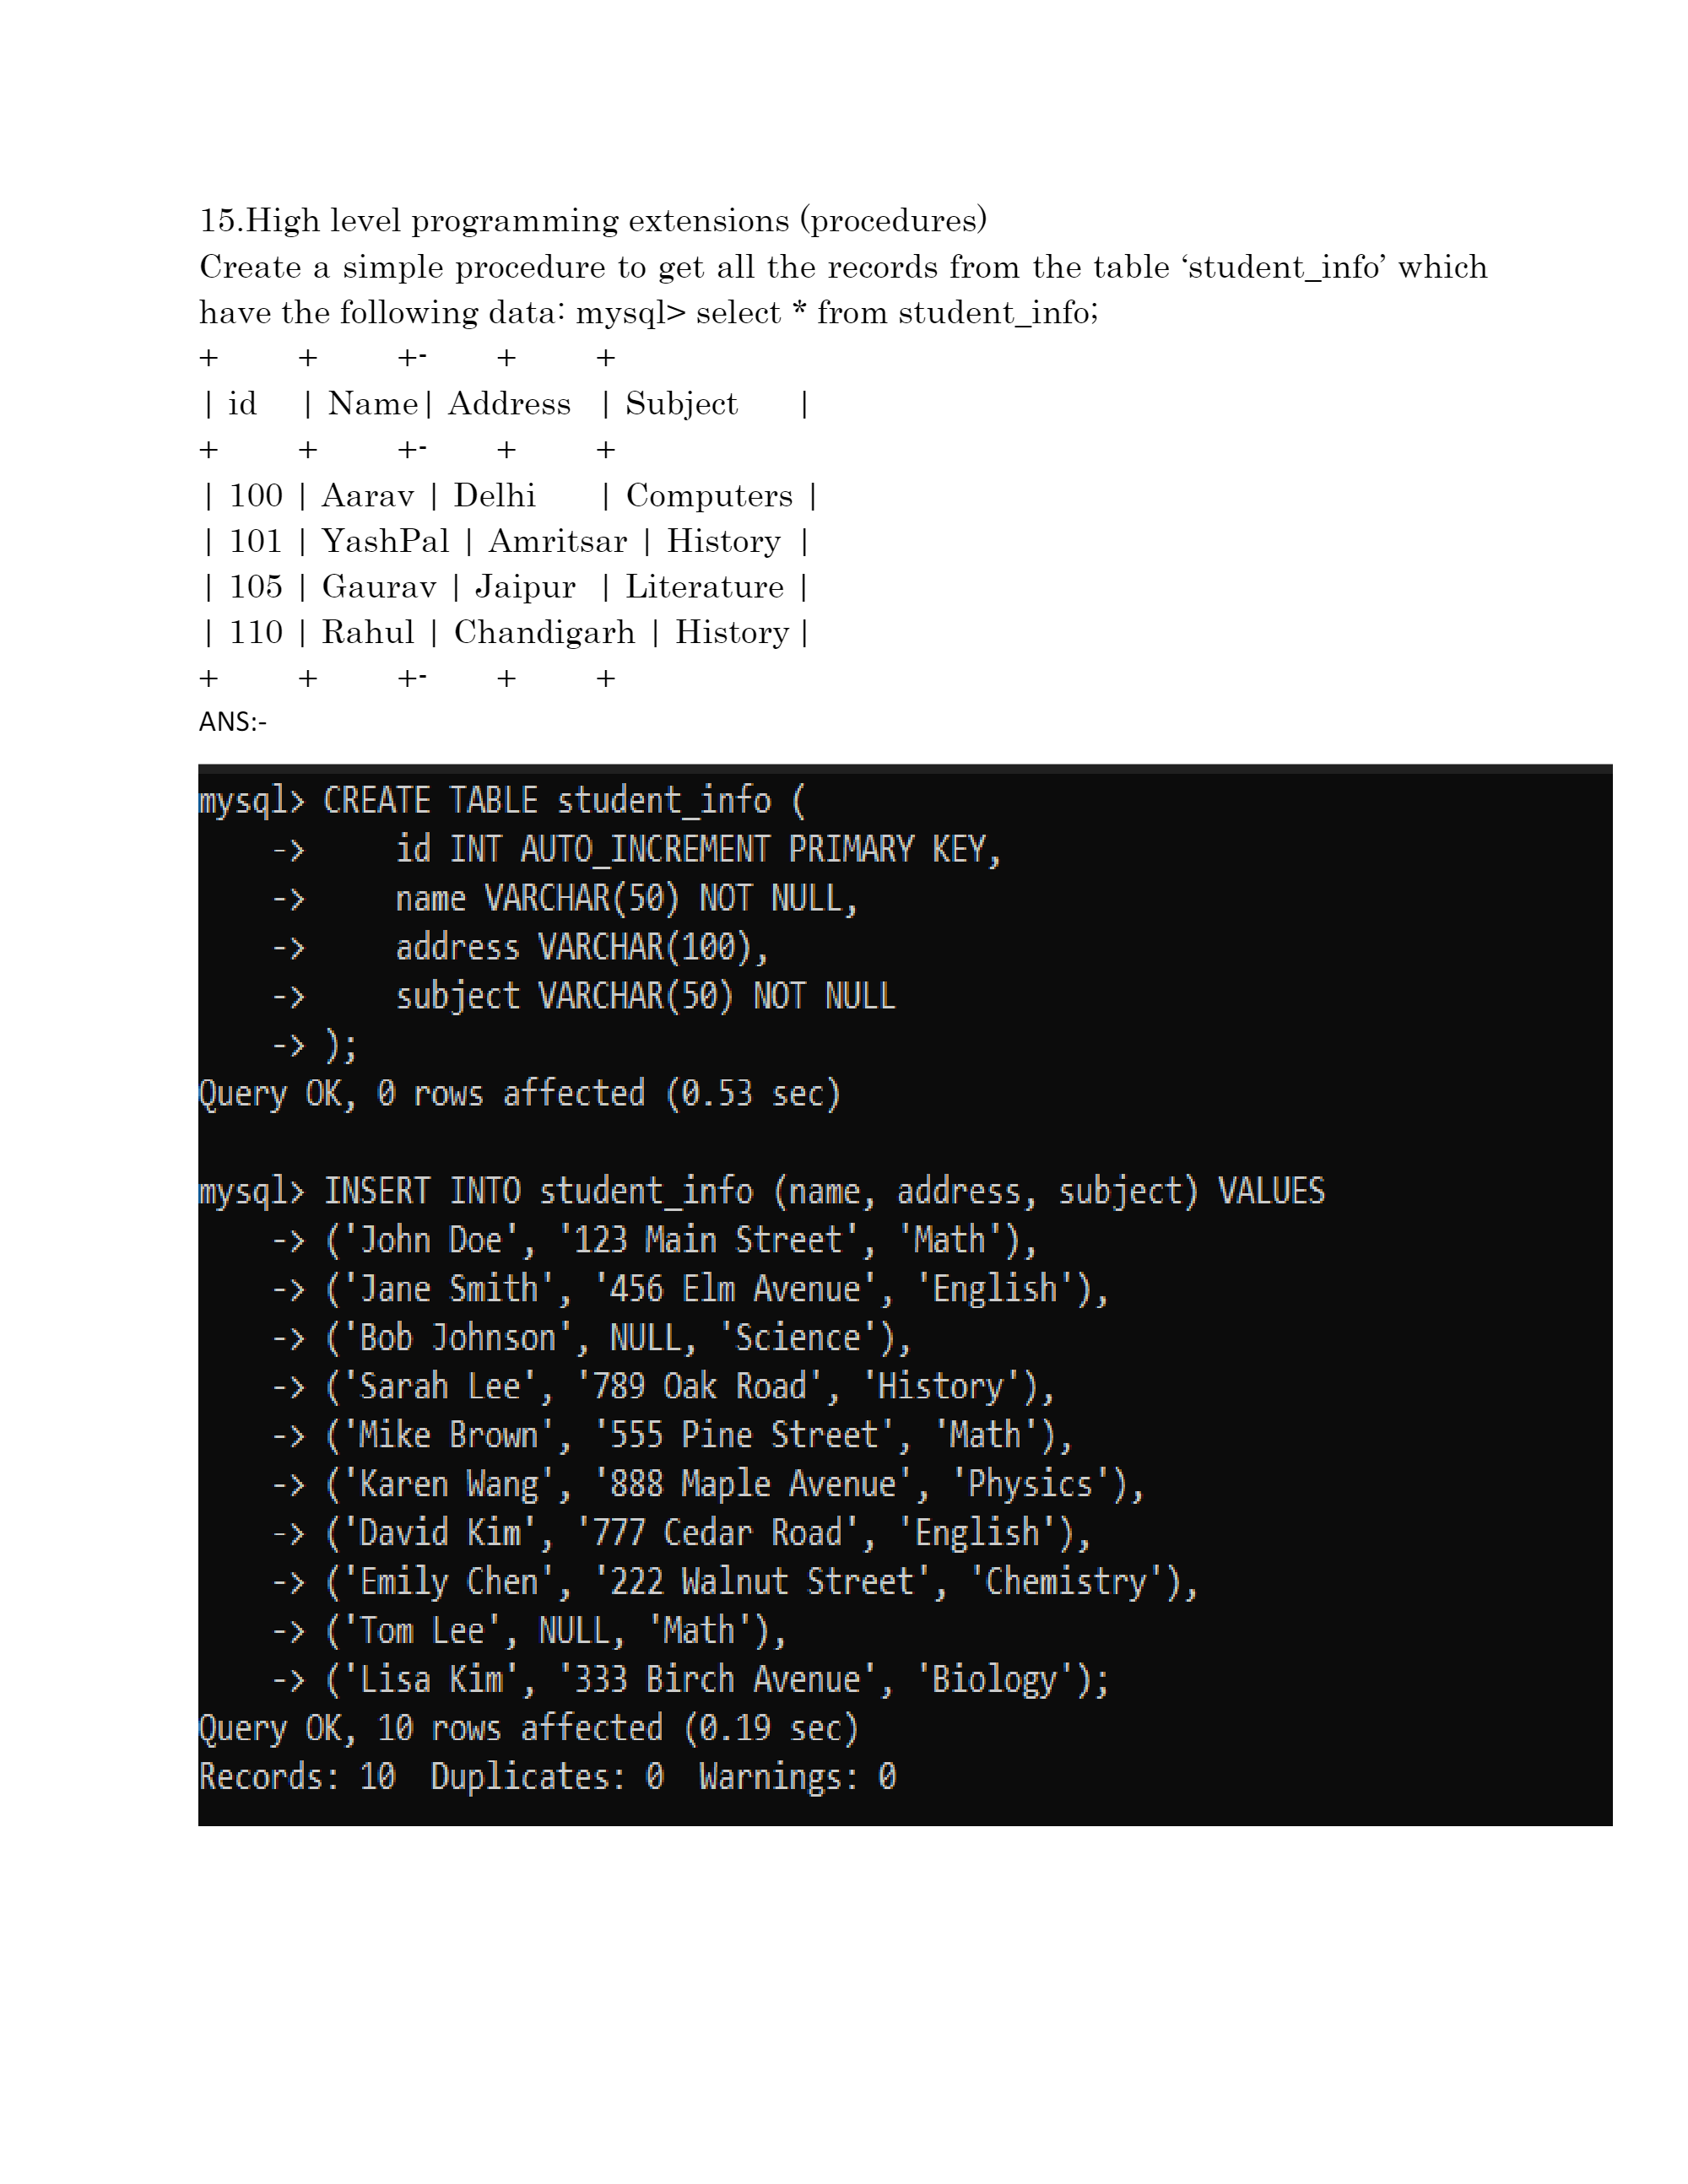 15.High level programming extensions (procedures)
Create a simple procedure to get all the records from the table ‘student_info’ which
have the following data: mysql> select * from student_info;
+ + +- + +
| id | Name| Address | Subject |
+ + +- + +
| 100 | Aarav | Delhi | Computers |
| 101 | YashPal | Amritsar | History |
| 105 | Gaurav | Jaipur | Literature |
| 110 | Rahul | Chandigarh | History |
+ + +- + +
ANS:-
mysql> CREATE TABLE student_info (
-> id INT AUTO_INCREMENT PRIMARY KEY,
-> name VARCHAR(50) NOT NULL,
-> address VARCHAR(100),
-> subject VARCHAR(50) NOT NULL
-> );
Query OK, 0 rows affected (0.53 sec)
mysql> INSERT INTO student_info (name, address, subject) VALUES
-> ('John Doe', '123 Main Street', 'Math'),
-> ('Jane Smith', '456 Elm Avenue', 'English'),
-> ('Bob Johnson', NULL, 'Science'),
-> ('Sarah Lee', '789 Oak Road', 'History'),
-> ('Mike Brown', '555 Pine Street', 'Math'),
-> ('Karen Wang', '888 Maple Avenue', 'Physics'),
-> ('David Kim', '777 Cedar Road', 'English'),
-> ('Emily Chen', '222 Walnut Street', 'Chemistry'),
-> ('Tom Lee', NULL, 'Math'),
-> ('Lisa Kim', '333 Birch Avenue', 'Biology');
Query OK, 10 rows affected (0.19 sec)
Records: 10 Duplicates: 0 Warnings: 0